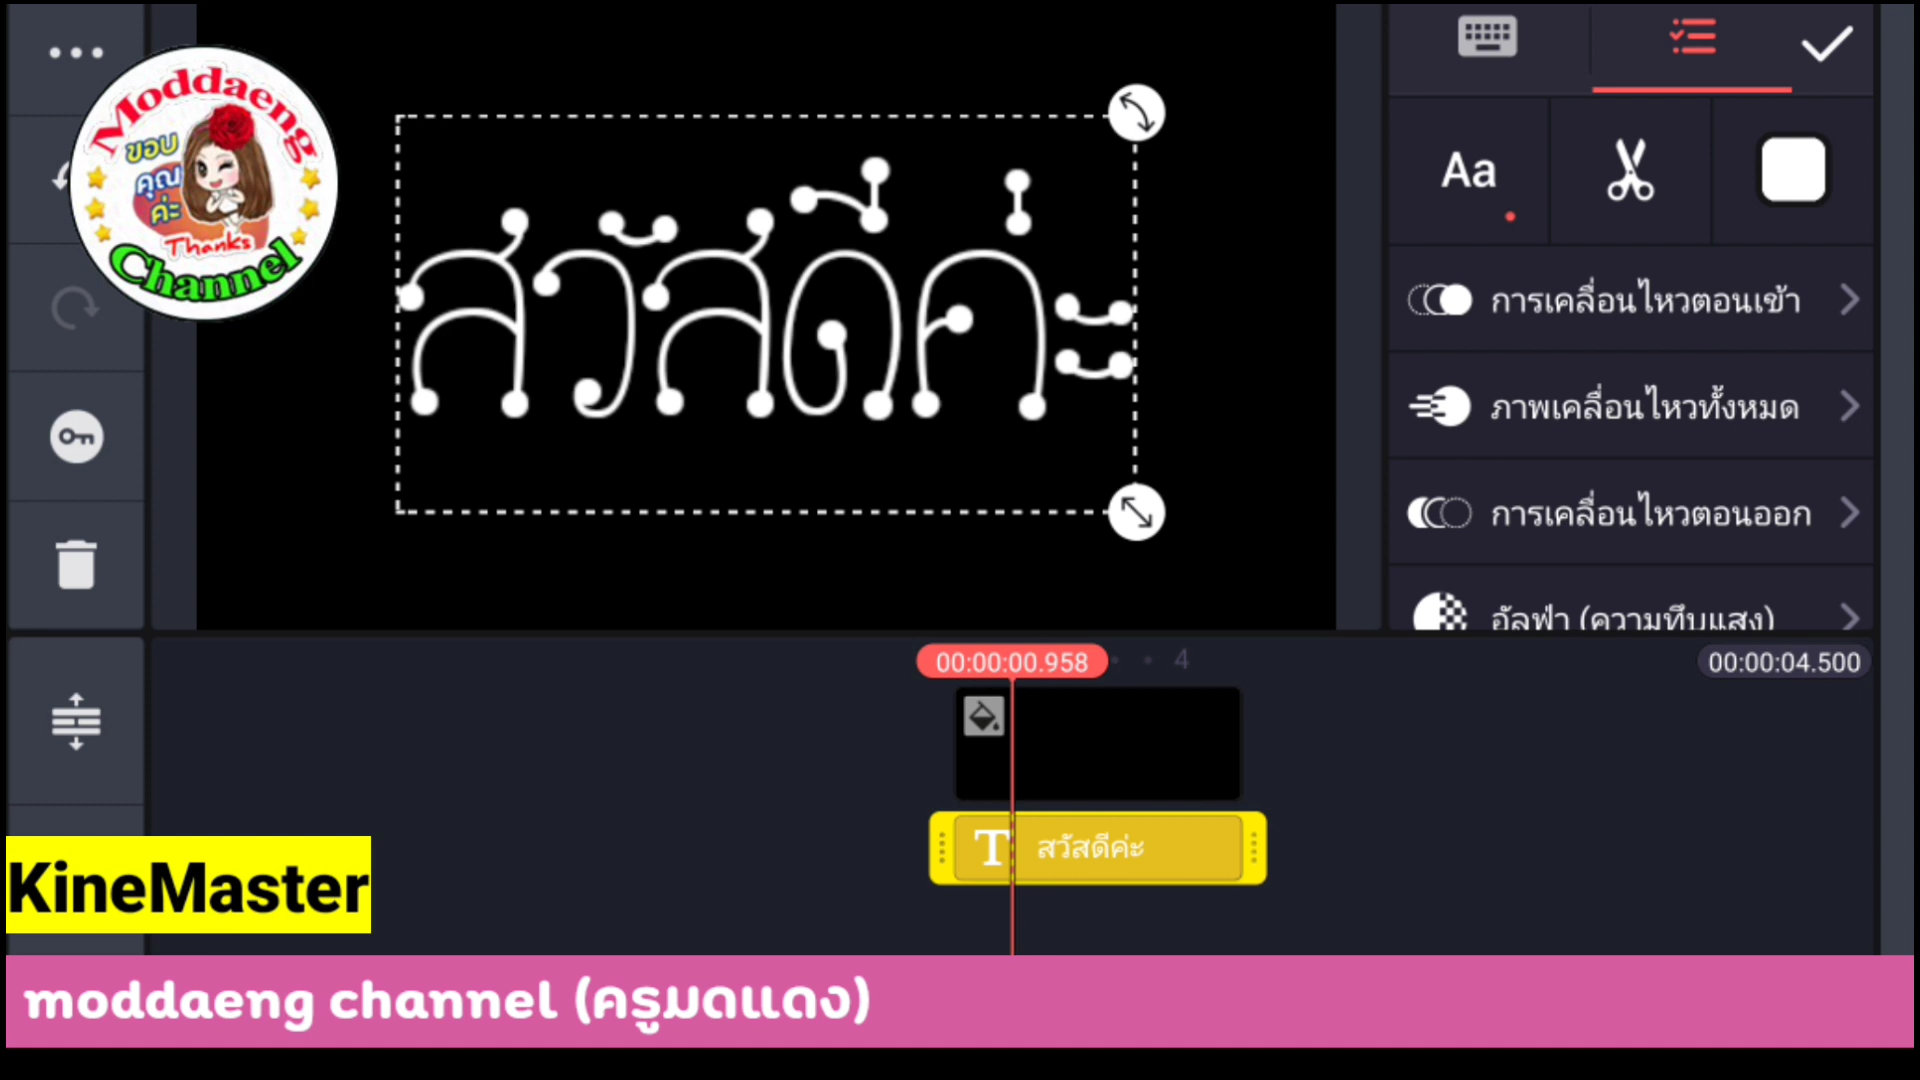 Moddaeng
ขอบ
คุณ
ค่ะ
Thanks
Channel
สวัสดีค่ะ
Aa
การเคลื่อนไหวตอนเข้า
ภาพเคลื่อนไหวทั้งหมด
การเคลื่อนไหวตอนออก
อัลฟ่า (ความทึบแสง)
00:00:00.958
4
00:00:04.500
T สวัสดีค่ะ
KineMaster
moddaeng channel (ครูมดแดง)